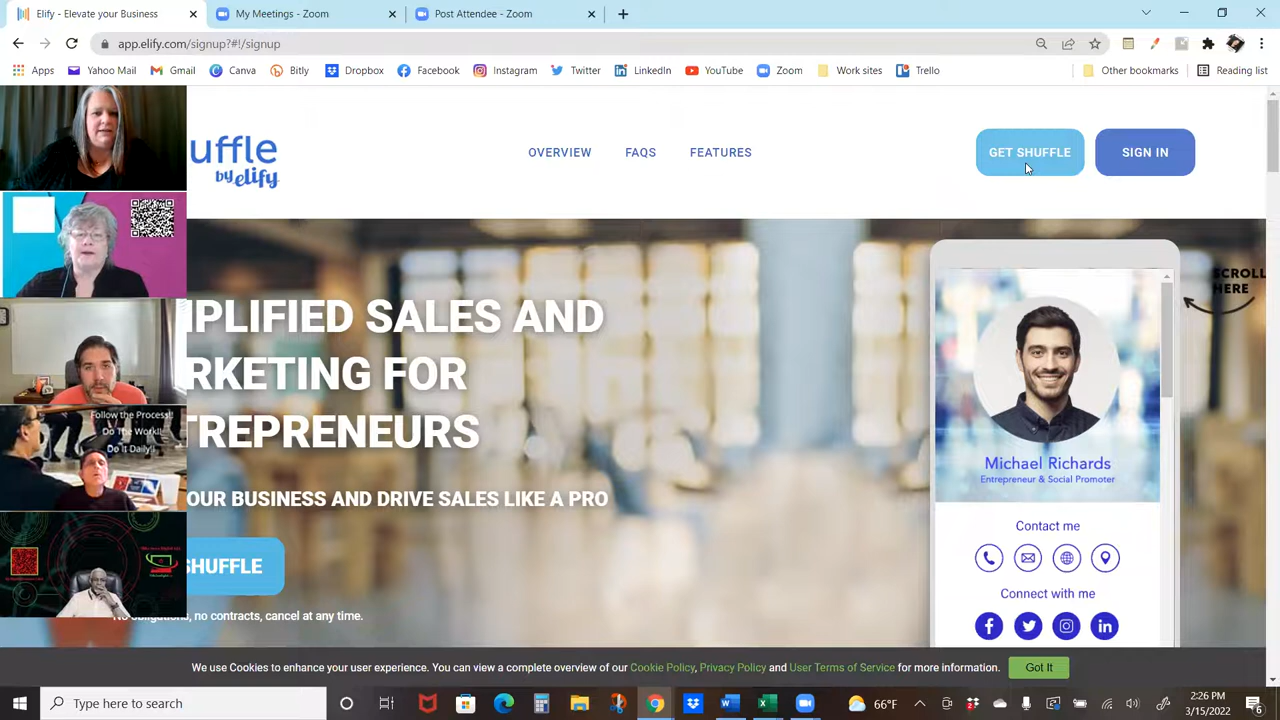 Elify - Elevate your Business
My Meetings - Zoom
Post Attendee - Zoom
app.elify.com/signup?#!/signup
Apps
Yahoo Mail
Gmail
Canva
Bitly
Dropbox
Facebook
Instagram
Twitter
LinkedIn
YouTube
Zoom
Work sites
Trello
Other bookmarks
Reading list
uffle
by elify
OVERVIEW
FAQS
FEATURES
GET SHUFFLE
SIGN IN
IPLIFIED SALES AND
RKETING FOR
TREPRENEURS
OUR BUSINESS AND DRIVE SALES LIKE A PRO
SHUFFLE
No obligations, no contracts, cancel at any time.
SCROLL
HERE
Michael Richards
Entrepreneur & Social Promoter
Contact me
Connect with me
Follow the Process!!
Do The Work!!
Do It Daily!!
We use Cookies to enhance your user experience. You can view a complete overview of our Cookie Policy, Privacy Policy and User Terms of Service for more information.
Got It
Type here to search
66°F
2:26 PM
3/15/2022
6